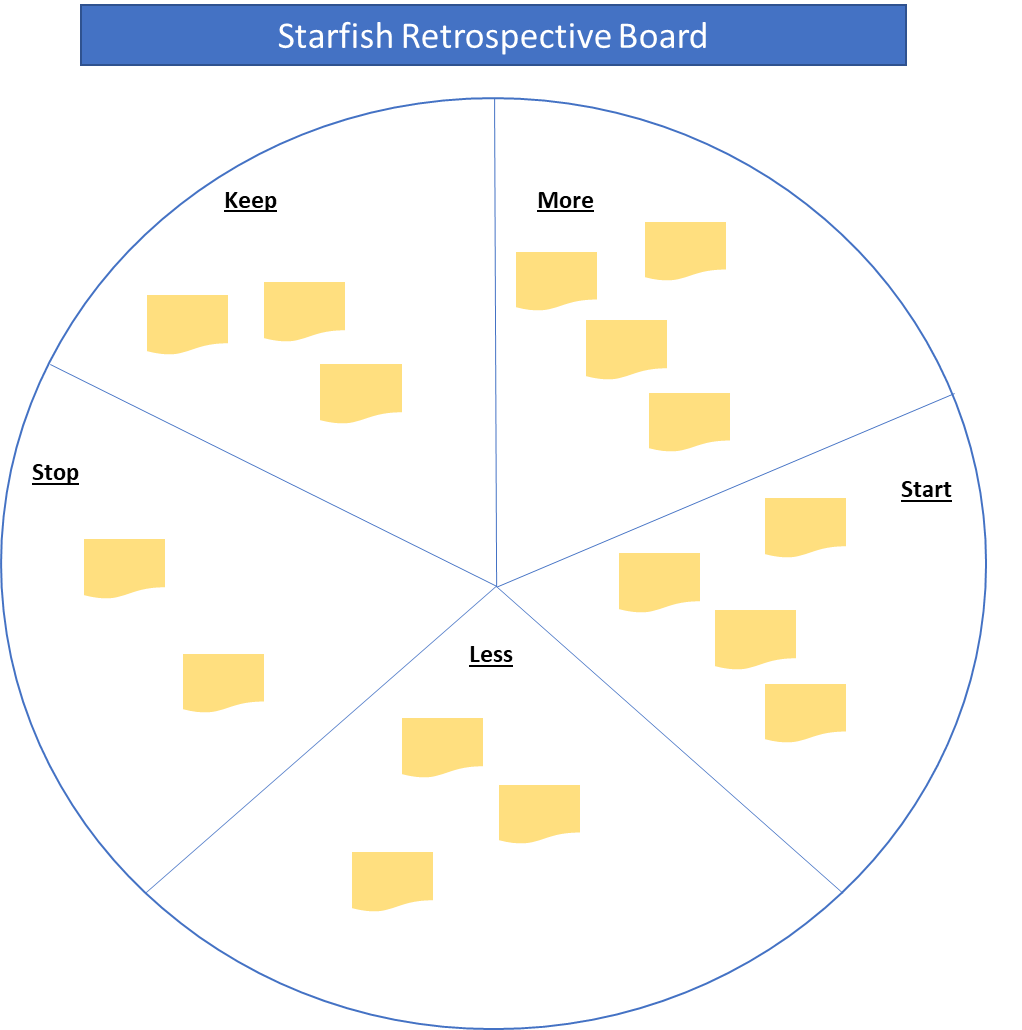 Starfish Retrospective Board
Keep
More
Stop
Start
Less